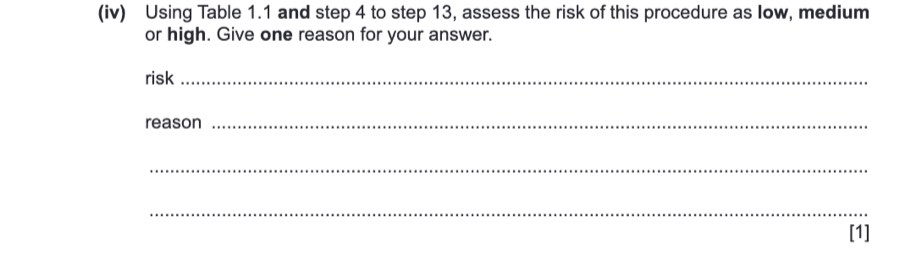 (iv) Using Table 1.1 and step 4 to step 13, assess the risk of this procedure as low, medium
or high. Give one reason for your answer.
risk ............................................................
reason ............................................................
............................................................
............................................................
[1]